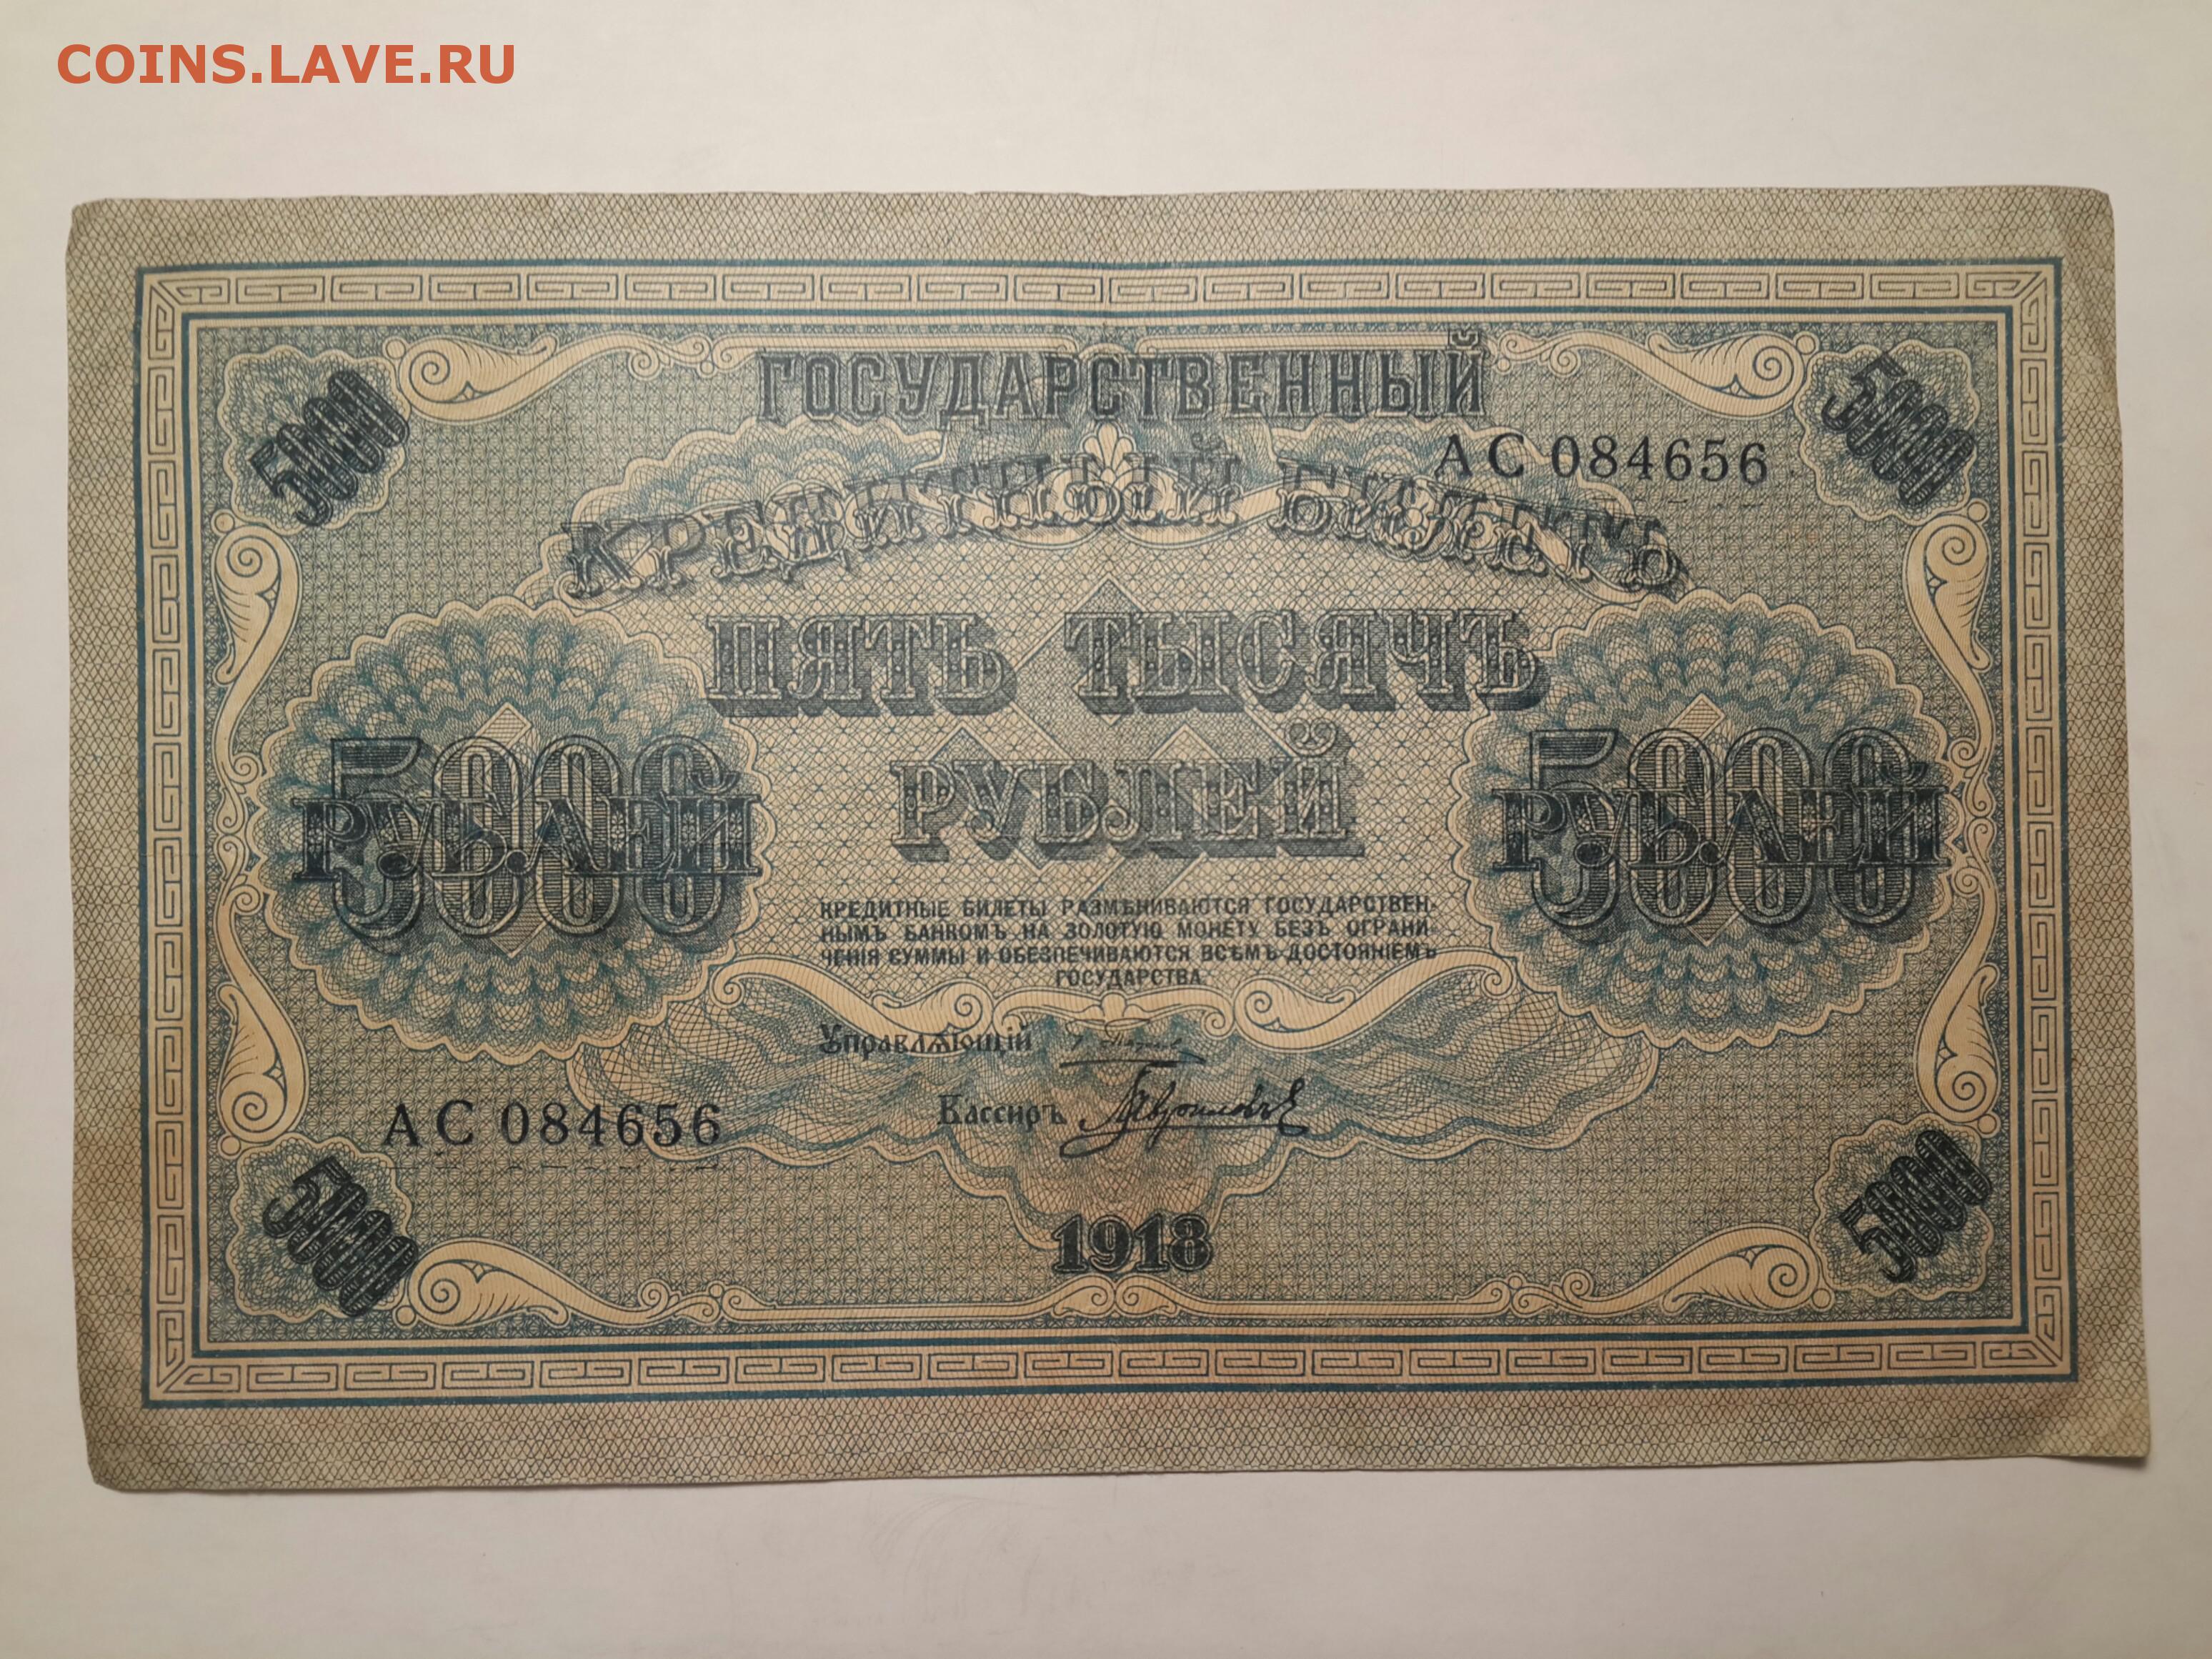 COINS.LAVE.RU
ГОСУДАРСТВЕННЫЙ
5000
5000
АС 084656
КРЕДИТНЫЙ БИЛЕТЪ
ПЯТЬ ТЫСЯЧЪ
РУБЛЕЙ
5000
РУБЛЕЙ
5000
РУБЛЕЙ
КРЕДИТНЫЕ БИЛЕТЫ РАЗМѢНИВАЮТСЯ ГОСУДАРСТВЕН-
НЫМЪ БАНКОМЪ НА ЗОЛОТУЮ МОНЕТУ БЕЗЪ ОГРАНИ-
ЧЕНІЯ СУММЫ И ОБЕЗПЕЧИВАЮТСЯ ВСѢМЪ ДОСТОЯНІЕМЪ
ГОСУДАРСТВА.
Управляющій
АС 084656
Кассиръ
5000
5000
1918